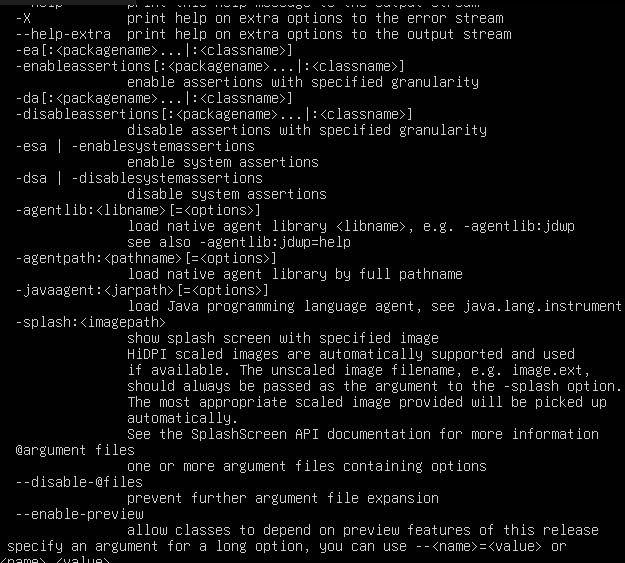 --help      print this help message to the output stream
-X          print help on extra options to the error stream
--help-extra  print help on extra options to the output stream
-ea[:<packagename>...|:<classname>]
-enableassertions[:<packagename>...|:<classname>]
enable assertions with specified granularity
-da[:<packagename>...|:<classname>]
-disableassertions[:<packagename>...|:<classname>]
disable assertions with specified granularity
-esa | -enablesystemassertions
enable system assertions
-dsa | -disablesystemassertions
disable system assertions
-agentlib:<libname>[=<options>]
load native agent library <libname>, e.g. -agentlib:jdwp
see also -agentlib:jdwp=help
-agentpath:<pathname>[=<options>]
load native agent library by full pathname
-javaagent:<jarpath>[=<options>]
load Java programming language agent, see java.lang.instrument
-splash:<imagepath>
show splash screen with specified image
HiDPI scaled images are automatically supported and used
if available. The unscaled image filename, e.g. image.ext,
should always be passed as the argument to the -splash option.
The most appropriate scaled image provided will be picked up
automatically.
See the SplashScreen API documentation for more information
@argument files
one or more argument files containing options
--disable-@files
prevent further argument file expansion
--enable-preview
allow classes to depend on preview features of this release
specify an argument for a long option, you can use --<name>=<value> or
<name> <value>